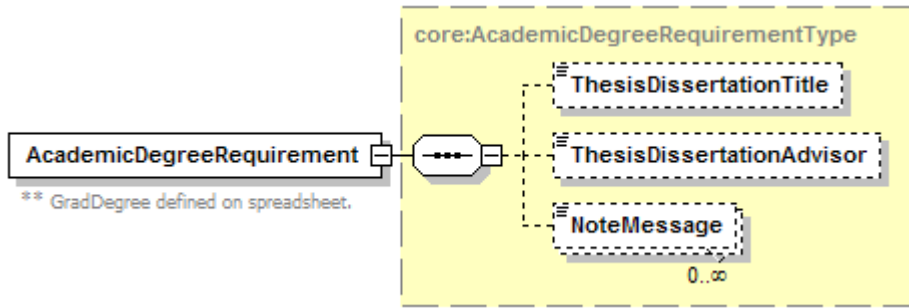 core:AcademicDegreeRequirementType
ThesisDissertationTitle
AcademicDegreeRequirement
ThesisDissertationAdvisor
** GradDegree defined on spreadsheet.
NoteMessage
0..∞